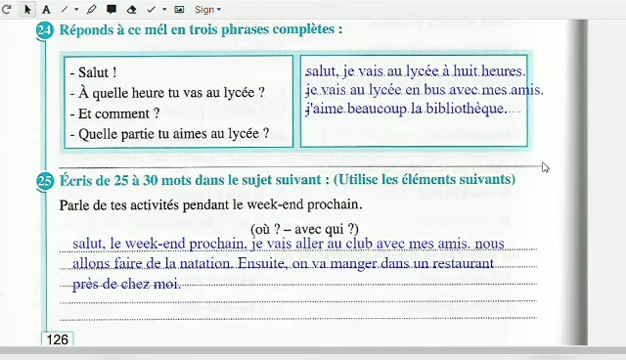 Sign
24 Réponds à ce mél en trois phrases complètes :
- Salut !
- À quelle heure tu vas au lycée ?
- Et comment ?
- Quelle partie tu aimes au lycée ?
salut, je vais au lycée à huit heures.
je vais au lycée en bus avec mes amis.
j'aime beaucoup la bibliothèque.
25 Écris de 25 à 30 mots dans le sujet suivant : (Utilise les éléments suivants)
Parle de tes activités pendant le week-end prochain.
(où ? – avec qui ?)
salut, le week-end prochain, je vais aller au club avec mes amis. nous
allons faire de la natation. Ensuite, on va manger dans un restaurant
près de chez moi.
126